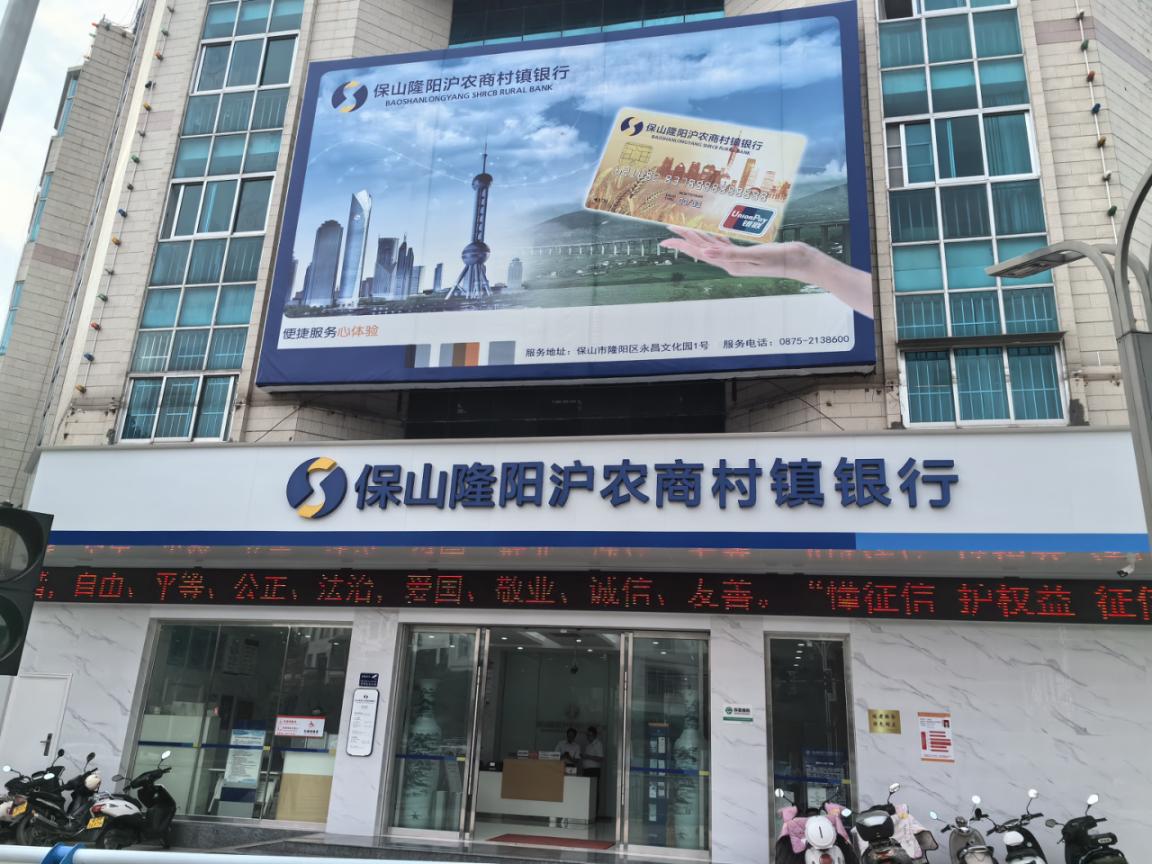 保山隆阳沪农商村镇银行
BAOSHANLONGYANG SHRCB RURAL BANK
保山隆阳沪农商村镇银行
BAOSHANLONGYANG SHRCB RURAL BANK
UnionPay
银联
便捷服务心体验
服务地址：保山市隆阳区永昌文化园1号 服务电话：0875-2138600
保山隆阳沪农商村镇银行
自由、平等、公正、法治，爱国、敬业、诚信、友善。“懂征信 护权益 征信